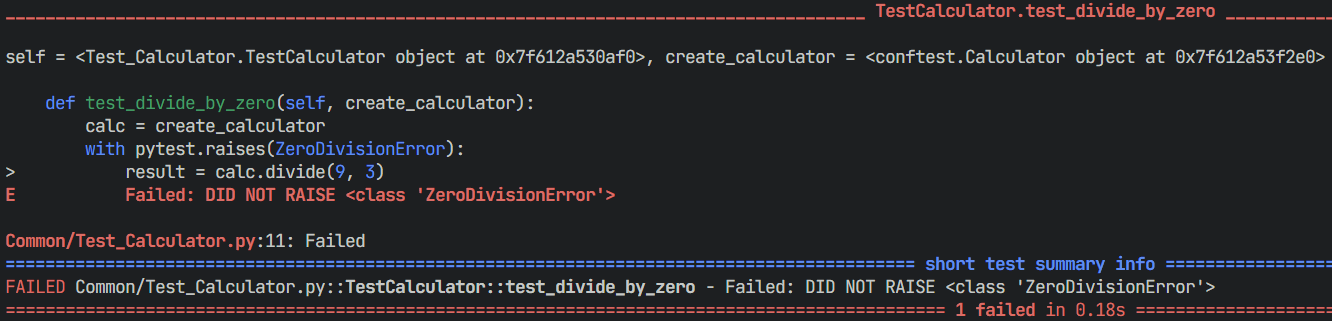 ____________________________________________________________________________________ TestCalculator.test_divide_by_zero ___________
self = <Test_Calculator.TestCalculator object at 0x7f612a530af0>, create_calculator = <conftest.Calculator object at 0x7f612a53f2e0>
    def test_divide_by_zero(self, create_calculator):
        calc = create_calculator
        with pytest.raises(ZeroDivisionError):
>           result = calc.divide(9, 3)
E           Failed: DID NOT RAISE <class 'ZeroDivisionError'>
Common/Test_Calculator.py:11: Failed
=========================================================================================== short test summary info =================
FAILED Common/Test_Calculator.py::TestCalculator::test_divide_by_zero - Failed: DID NOT RAISE <class 'ZeroDivisionError'>
============================================================================================== 1 failed in 0.18s ====================